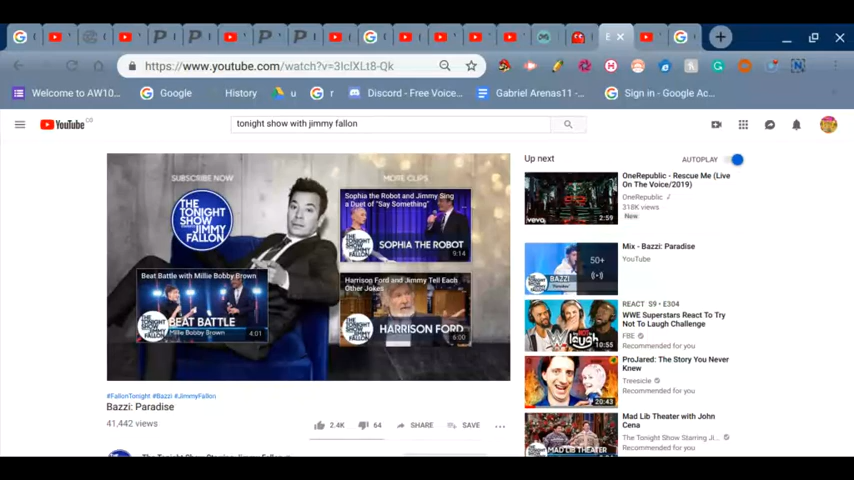 https://www.youtube.com/watch?v=3lclXLt8-Qk
Welcome to AW10...
Google
History
u
r
Discord - Free Voice...
Gabriel Arenas11 -...
Sign in - Google Ac...
YouTube
CO
tonight show with jimmy fallon
SUBSCRIBE NOW
MORE CLIPS
THE
TONIGHT
SHOW
JIMMY
FALLON
Sophia the Robot and Jimmy Sing
a Duet of "Say Something"
SOPHIA THE ROBOT
9:14
Beat Battle with Millie Bobby Brown
BEAT BATTLE
Millie Bobby Brown
4:01
Harrison Ford and Jimmy Tell Each
Other Jokes
HARRISON FORD
6:00
#FallonTonight #Bazzi #JimmyFallon
Bazzi: Paradise
41,442 views
2.4K
64
SHARE
SAVE
Up next
AUTOPLAY
vevo
2:59
OneRepublic - Rescue Me (Live
On The Voice/2019)
OneRepublic
318K views
New
BAZZI
50+
Mix - Bazzi: Paradise
YouTube
10:55
REACT S9 • E304
WWE Superstars React To Try
Not To Laugh Challenge
FBE
Recommended for you
20:43
ProJared: The Story You Never
Knew
Treesicle
Recommended for you
MAD LIB THEATER
Mad Lib Theater with John
Cena
The Tonight Show Starring Ji...
Recommended for you